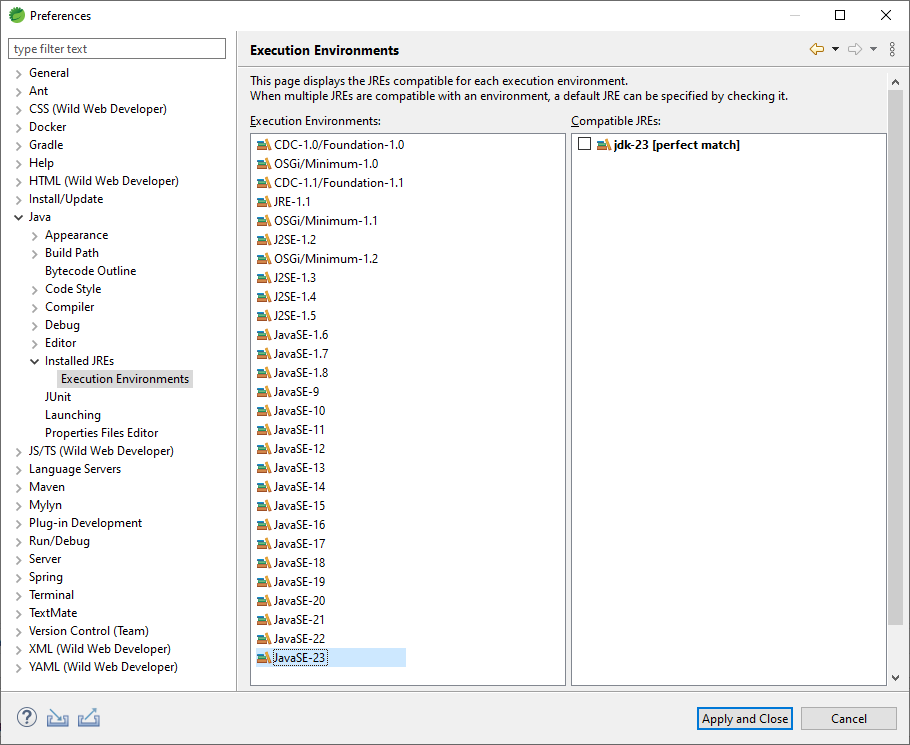 Preferences
type filter text
General
Ant
CSS (Wild Web Developer)
Docker
Gradle
Help
HTML (Wild Web Developer)
Install/Update
Java
Appearance
Build Path
Bytecode Outline
Code Style
Compiler
Debug
Editor
Installed JREs
Execution Environments
JUnit
Launching
Properties Files Editor
JS/TS (Wild Web Developer)
Language Servers
Maven
Mylyn
Plug-in Development
Run/Debug
Server
Spring
Terminal
TextMate
Version Control (Team)
XML (Wild Web Developer)
YAML (Wild Web Developer)
Execution Environments
This page displays the JREs compatible for each execution environment.
When multiple JREs are compatible with an environment, a default JRE can be specified by checking it.
Execution Environments:
CDC-1.0/Foundation-1.0
OSGi/Minimum-1.0
CDC-1.1/Foundation-1.1
JRE-1.1
OSGi/Minimum-1.1
J2SE-1.2
OSGi/Minimum-1.2
J2SE-1.3
J2SE-1.4
J2SE-1.5
JavaSE-1.6
JavaSE-1.7
JavaSE-1.8
JavaSE-9
JavaSE-10
JavaSE-11
JavaSE-12
JavaSE-13
JavaSE-14
JavaSE-15
JavaSE-16
JavaSE-17
JavaSE-18
JavaSE-19
JavaSE-20
JavaSE-21
JavaSE-22
JavaSE-23
Compatible JREs:
jdk-23 [perfect match]
?
Apply and Close
Cancel